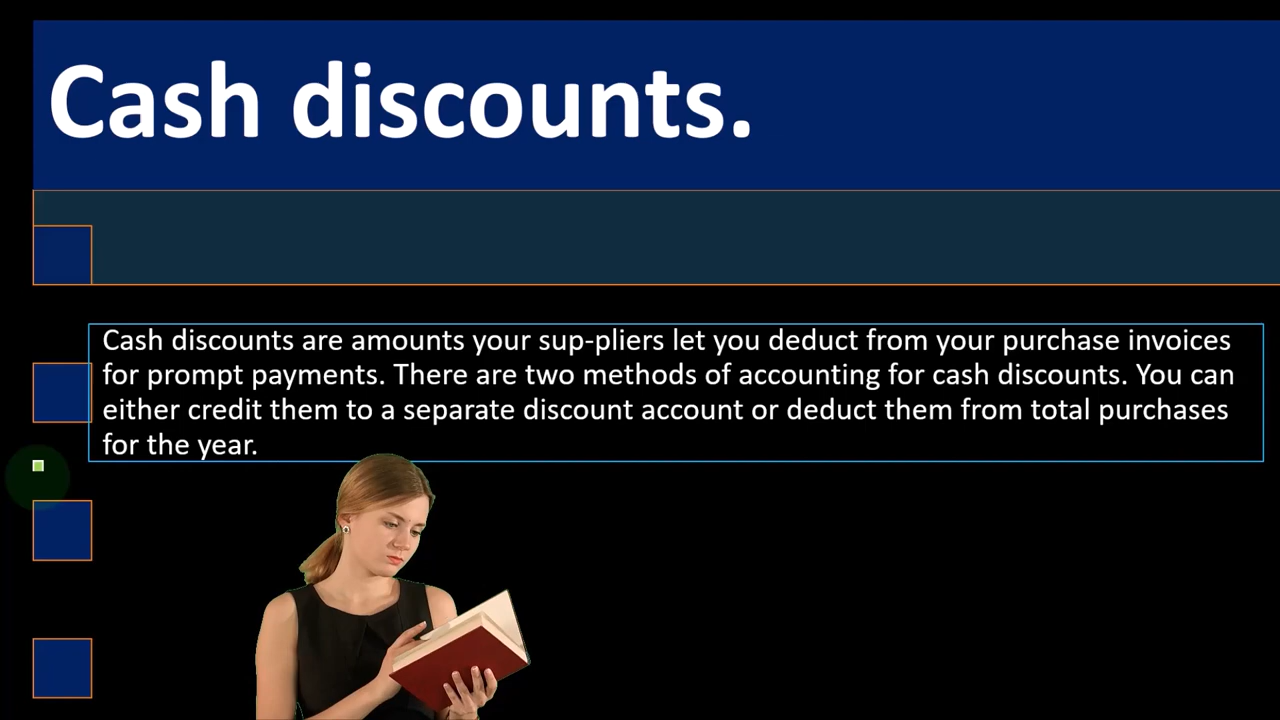 Cash discounts.
Cash discounts are amounts your sup-pliers let you deduct from your purchase invoices
for prompt payments. There are two methods of accounting for cash discounts. You can
either credit them to a separate discount account or deduct them from total purchases
for the year.